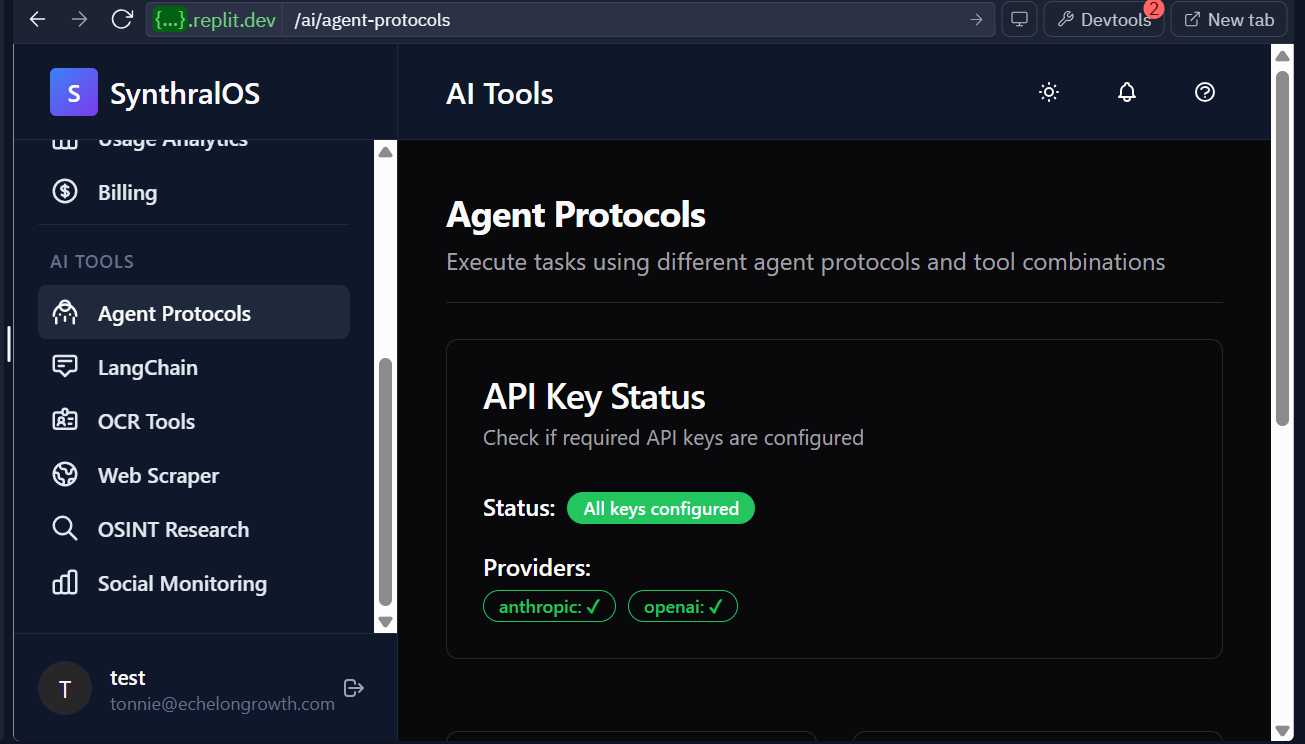 {...}.replit.dev /ai/agent-protocols
Devtools 2
New tab
S SynthralOS
AI Tools
Usage Analytics
Billing
AI TOOLS
Agent Protocols
LangChain
OCR Tools
Web Scraper
OSINT Research
Social Monitoring
T
test
tonnie@echelongrowth.com
Agent Protocols
Execute tasks using different agent protocols and tool combinations
API Key Status
Check if required API keys are configured
Status: All keys configured
Providers:
anthropic: ✓ openai: ✓